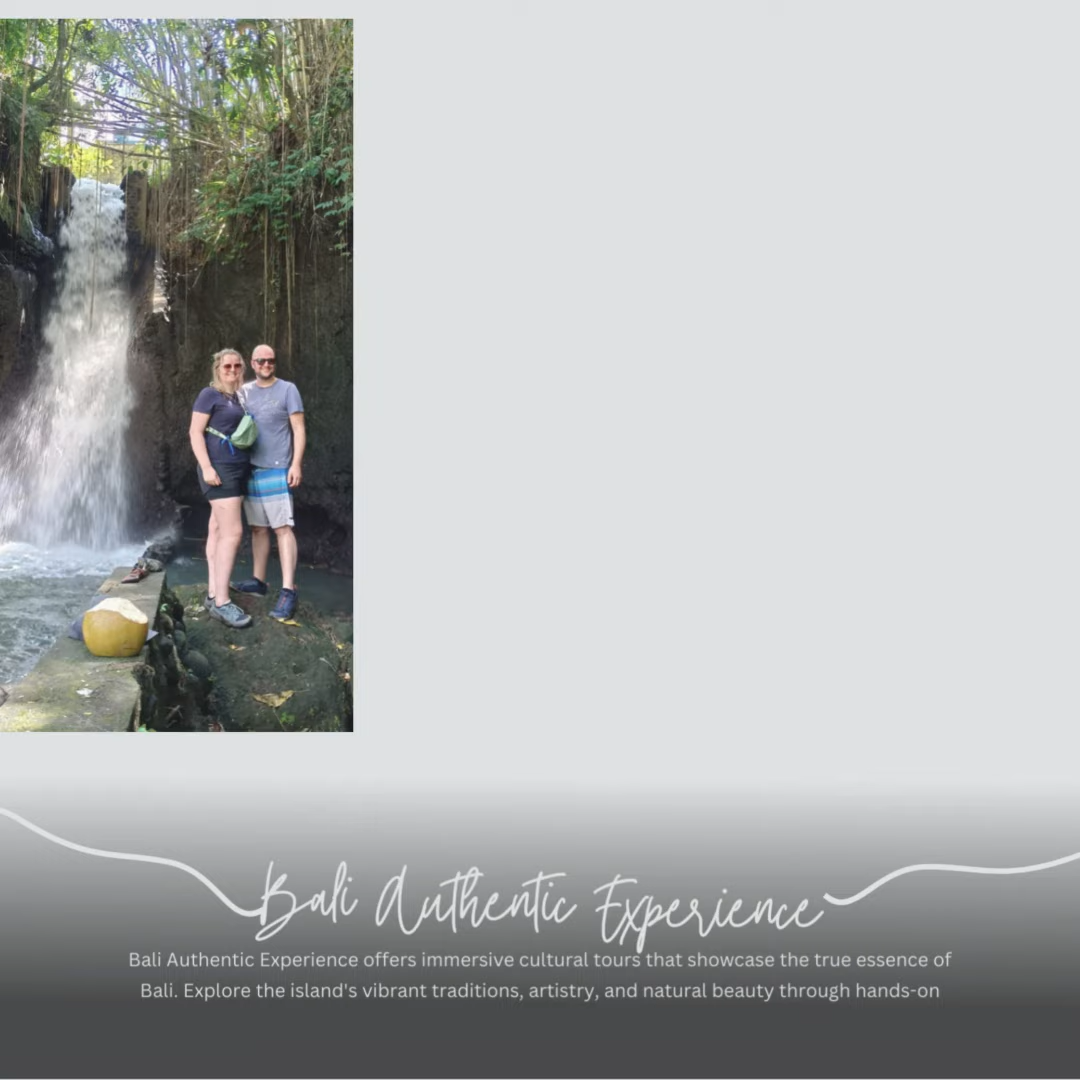 Bali Authentic Experience
Bali Authentic Experience offers immersive cultural tours that showcase the true essence of
Bali. Explore the island's vibrant traditions, artistry, and natural beauty through hands-on